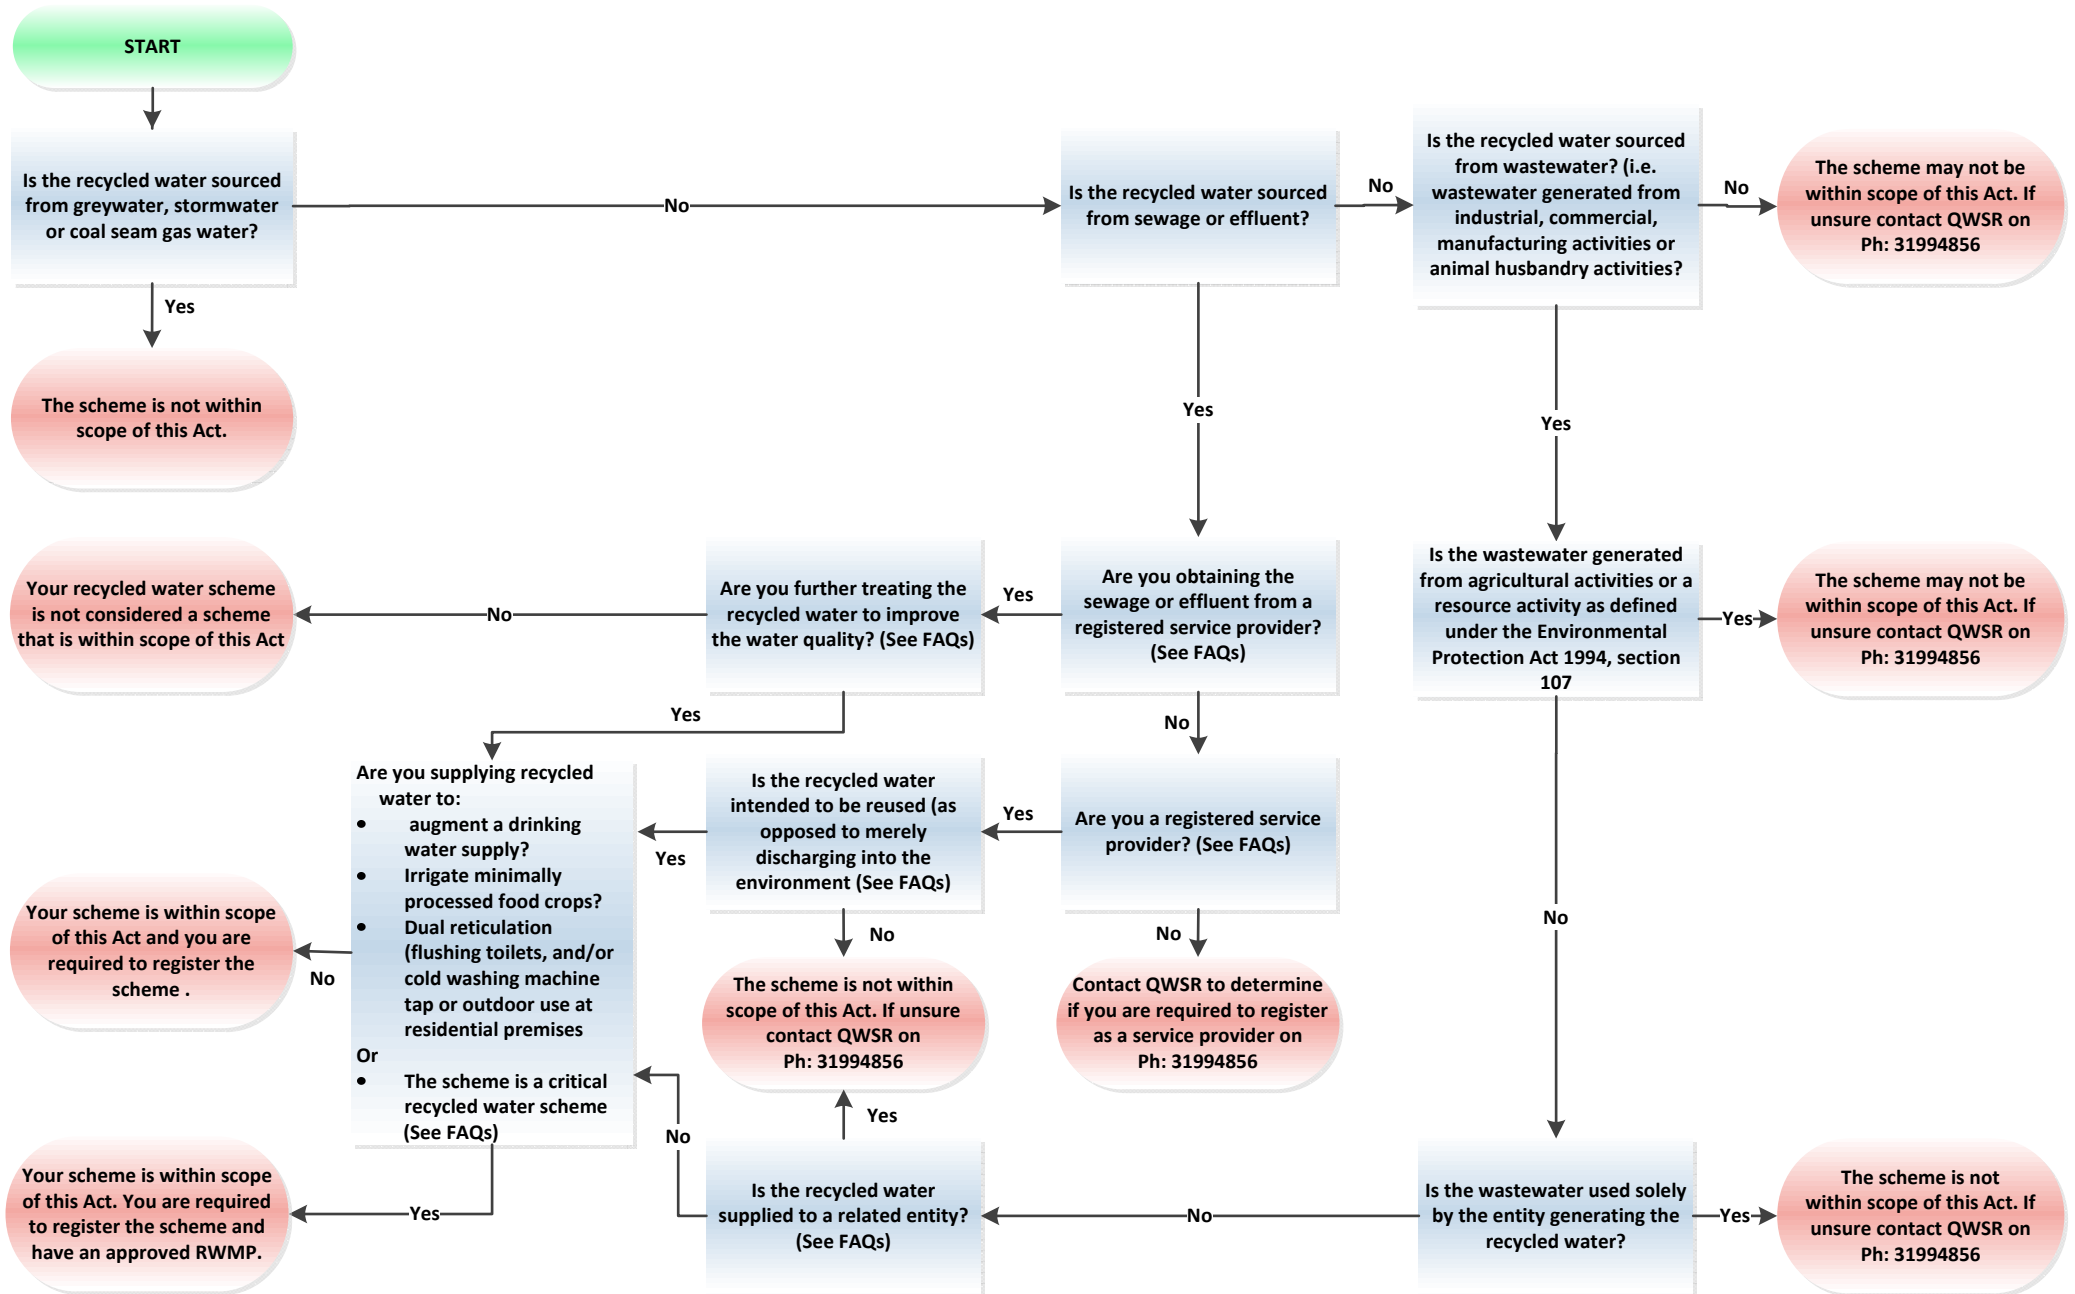 START
Is the recycled water sourced
from greywater, stormwater
or coal seam gas water?
No
Is the recycled water sourced
from sewage or effluent?
No
Is the recycled water sourced
from wastewater? (i.e.
wastewater generated from
industrial, commercial,
manufacturing activities or
animal husbandry activities?
No
The scheme may not be
within scope of this Act. If
unsure contact QWSR on
Ph: 31994856
Yes
The scheme is not within
scope of this Act.
Yes
Yes
Your recycled water scheme
is not considered a scheme
that is within scope of this Act
No
Are you further treating the
recycled water to improve
the water quality? (See FAQs)
Yes
Are you obtaining the
sewage or effluent from a
registered service provider?
(See FAQs)
Is the wastewater generated
from agricultural activities or a
resource activity as defined
under the Environmental
Protection Act 1994, section
107
Yes
The scheme may not be
within scope of this Act. If
unsure contact QWSR on
Ph: 31994856
Yes
No
Are you supplying recycled
water to:
• augment a drinking
water supply?
• Irrigate minimally
processed food crops?
• Dual reticulation
(flushing toilets, and/or
cold washing machine
tap or outdoor use at
residential premises
Or
• The scheme is a critical
recycled water scheme
(See FAQs)
Yes
Is the recycled water
intended to be reused (as
opposed to merely
discharging into the
environment (See FAQs)
Yes
Are you a registered service
provider? (See FAQs)
No
Your scheme is within scope
of this Act and you are
required to register the
scheme .
No
No
No
The scheme is not within
scope of this Act. If unsure
contact QWSR on
Ph: 31994856
Contact QWSR to determine
if you are required to register
as a service provider on
Ph: 31994856
Yes
No
Your scheme is within scope
of this Act. You are required
to register the scheme and
have an approved RWMP.
Yes
Is the recycled water
supplied to a related entity?
(See FAQs)
No
Is the wastewater used solely
by the entity generating the
recycled water?
Yes
The scheme is not
within scope of this Act. If
unsure contact QWSR on
Ph: 31994856